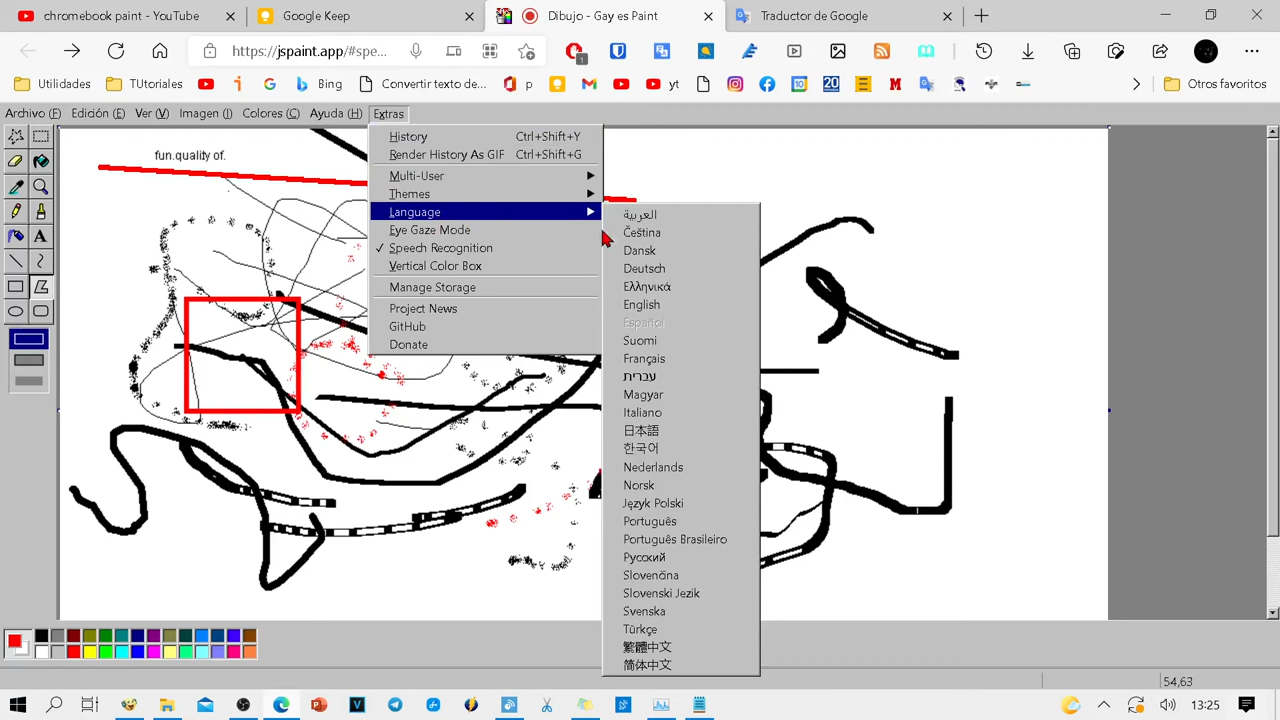 chromebook paint - YouTube
Google Keep
Dibujo - Gay es Paint
Traductor de Google
https://jspaint.app/#spe...
1
Utilidades
TUtoriales
Bing
Convertir texto de...
p
yt
10
20
Otros favoritos
Archivo (F)
Edición (E)
Ver (V)
Imagen (I)
Colores (C)
Ayuda (H)
Extras
fun.quality of.
History Ctrl+Shift+Y
Render History As GIF Ctrl+Shift+G
Multi-User
Themes
Language
Eye Gaze Mode
Speech Recognition
Vertical Color Box
Manage Storage
Project News
GitHub
Donate
العربية
Čeština
Dansk
Deutsch
Ελληνικά
English
Español
Suomi
Français
עברית
Magyar
Italiano
日本語
한국어
Nederlands
Norsk
Język Polski
Português
Português Brasileiro
Русский
Slovenčina
Slovenski Jezik
Svenska
Türkçe
繁體中文
简体中文
54,63
13:25